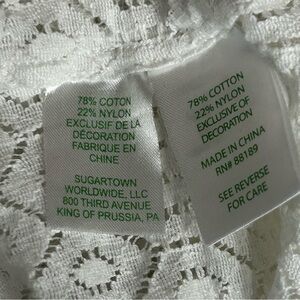 78% COTON
22% NYLON
EXCLUSIF DE LA
DÉCORATION
FABRIQUE EN
CHINE
SUGARTOWN
WORLDWIDE, LLC
800 THIRD AVENUE
KING OF PRUSSIA, PA
78% COTTON
22% NYLON
EXCLUSIVE OF
DECORATION
MADE IN CHINA
RN# 88189
SEE REVERSE
FOR CARE